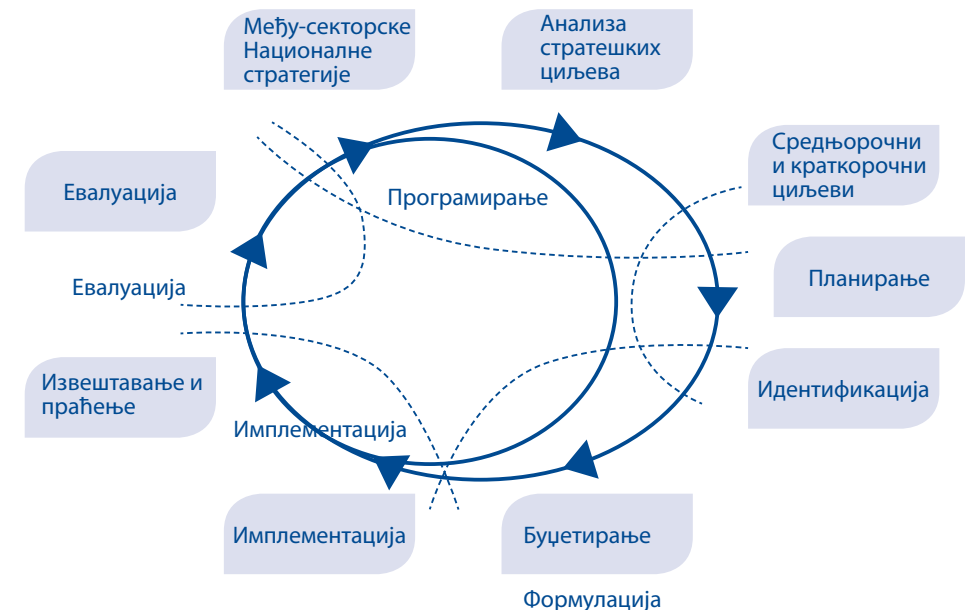 Међу-секторске
Националне
стратегије
Анализа
стратешких
циљева
Средњорочни
и краткорочни
циљеви
Евалуација
Програмирање
Планирање
Евалуација
Извештавање и
праћење
Идентификација
Имплементација
Имплементација
Буџетирање
Формулација